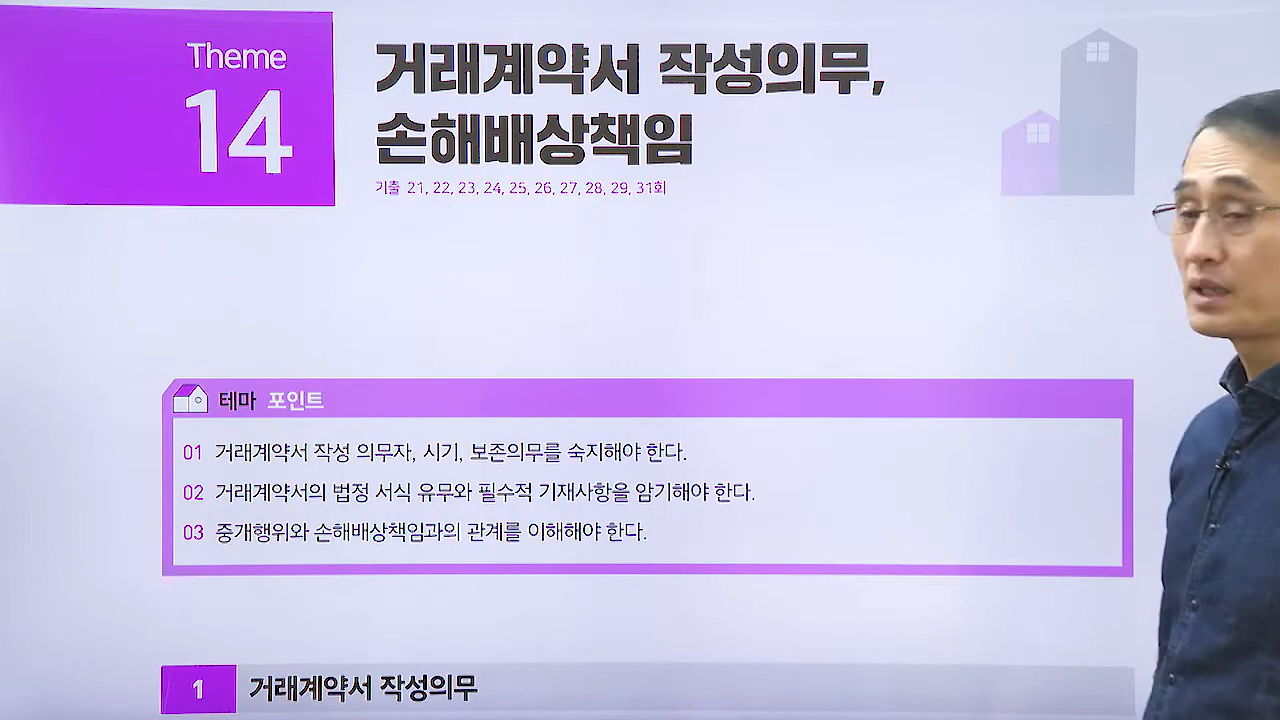 Theme
14
거래계약서 작성의무,
손해배상책임
기출 21, 22, 23, 24, 25, 26, 27, 28, 29, 31회
테마 포인트
01 거래계약서 작성 의무자, 시기, 보존의무를 숙지해야 한다.
02 거래계약서의 법정 서식 유무와 필수적 기재사항을 암기해야 한다.
03 중개행위와 손해배상책임과의 관계를 이해해야 한다.
1 거래계약서 작성의무